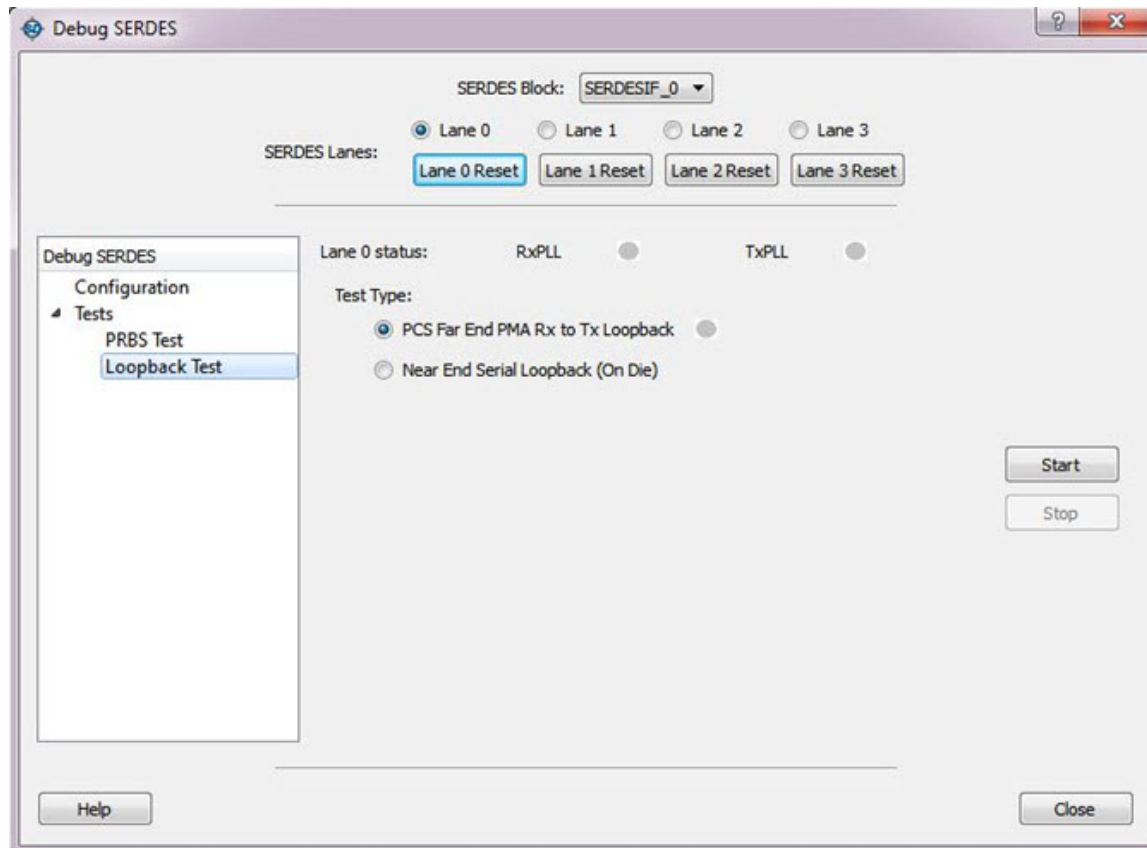 Debug SERDES
SERDES Block: SERDESIF_0
SERDES Lanes:
Lane 0 Lane 1 Lane 2 Lane 3
Lane 0 Reset Lane 1 Reset Lane 2 Reset Lane 3 Reset
Debug SERDES
Configuration
Tests
PRBS Test
Loopback Test
Lane 0 status: RxPLL TxPLL
Test Type:
PCS Far End PMA Rx to Tx Loopback
Near End Serial Loopback (On Die)
Start
Stop
Help
Close